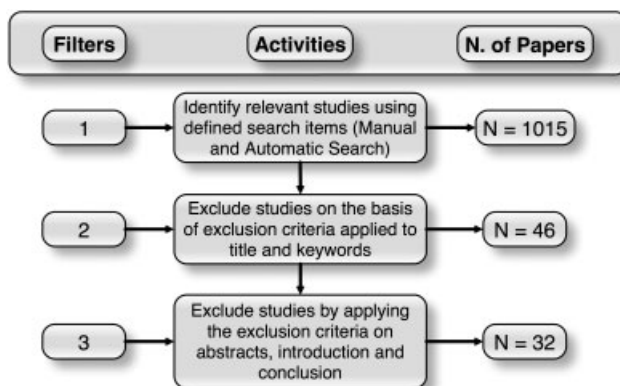 Filters Activities N. of Papers
1
Identify relevant studies using
defined search items (Manual
and Automatic Search)
N = 1015
2
Exclude studies on the basis
of exclusion criteria applied to
title and keywords
N = 46
3
Exclude studies by applying
the exclusion criteria on
abstracts, introduction and
conclusion
N = 32